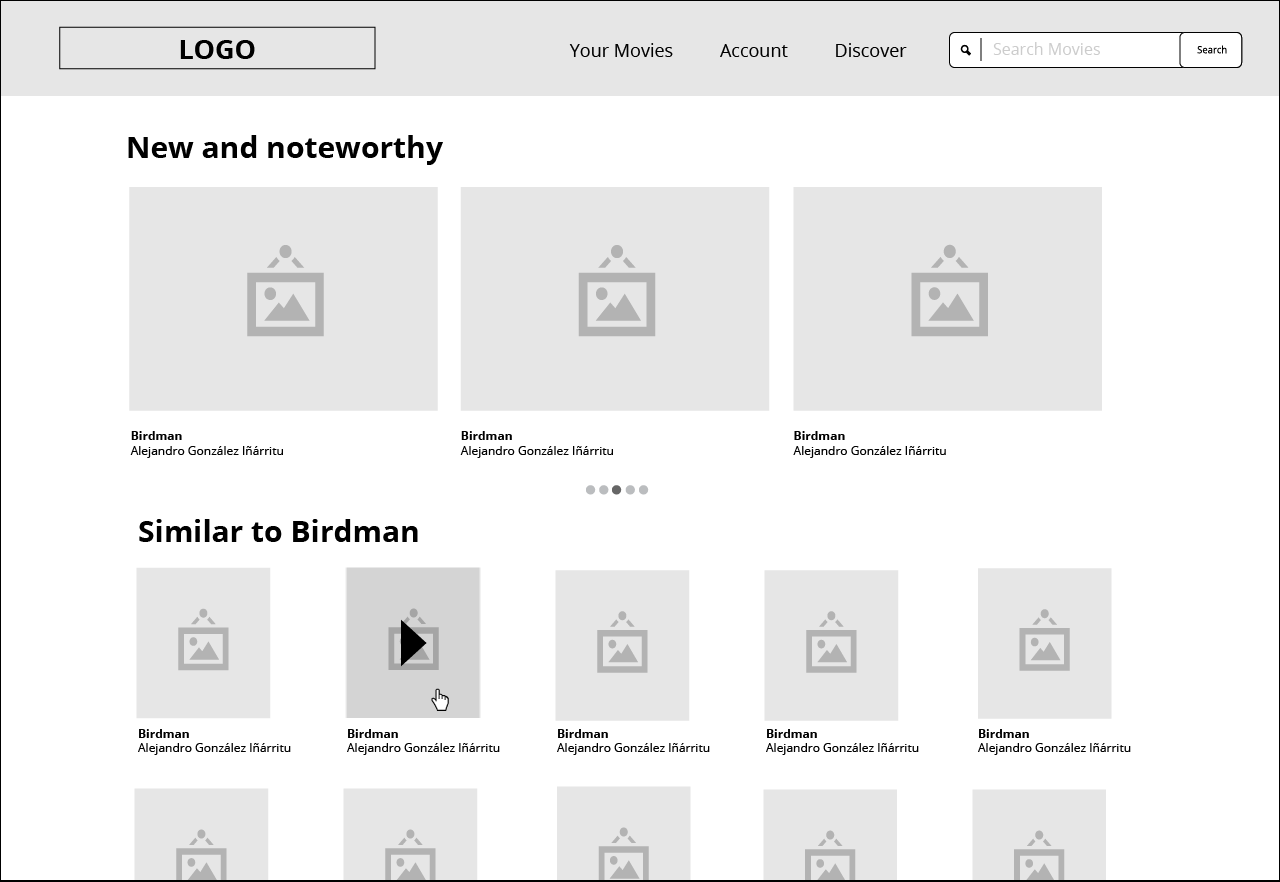 LOGO
Your Movies
Account
Discover
Search Movies
Search
New and noteworthy
Birdman
Alejandro González Iñárritu
Birdman
Alejandro González Iñárritu
Birdman
Alejandro González Iñárritu
Similar to Birdman
Birdman
Alejandro González Iñárritu
Birdman
Alejandro González Iñárritu
Birdman
Alejandro González Iñárritu
Birdman
Alejandro González Iñárritu
Birdman
Alejandro González Iñárritu